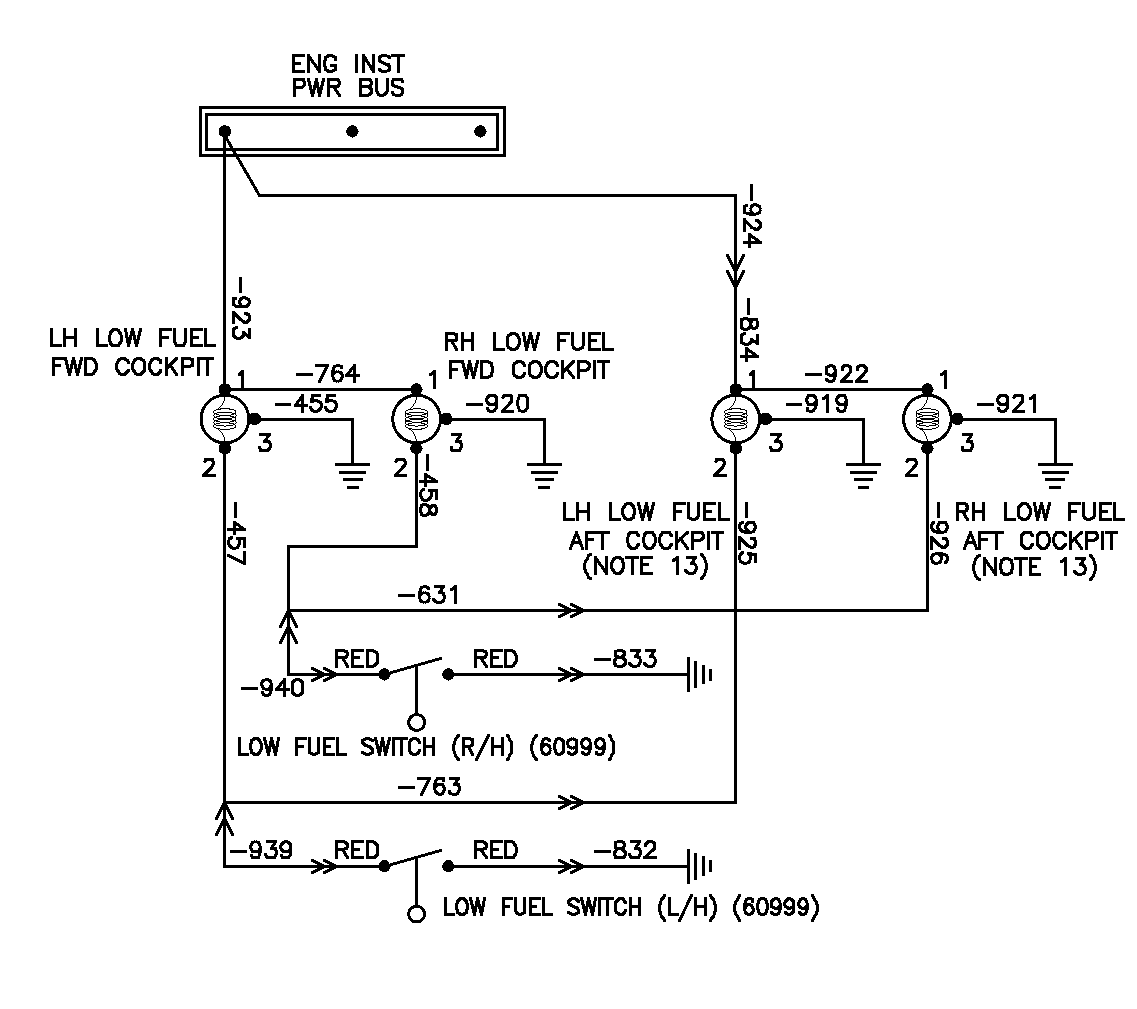 ENG INST
PWR BUS
-924
-923
-834
LH LOW FUEL
FWD COCKPIT
RH LOW FUEL
FWD COCKPIT
1
-764
1
1
-922
1
-455
-920
-919
-921
3
3
3
3
2
2
2
2
-458
-457
LH LOW FUEL
AFT COCKPIT
(NOTE 13)
-925
-926
RH LOW FUEL
AFT COCKPIT
(NOTE 13)
-631
RED
RED
-833
-940
LOW FUEL SWITCH (R/H) (60999)
-763
-939
RED
RED
-832
LOW FUEL SWITCH (L/H) (60999)